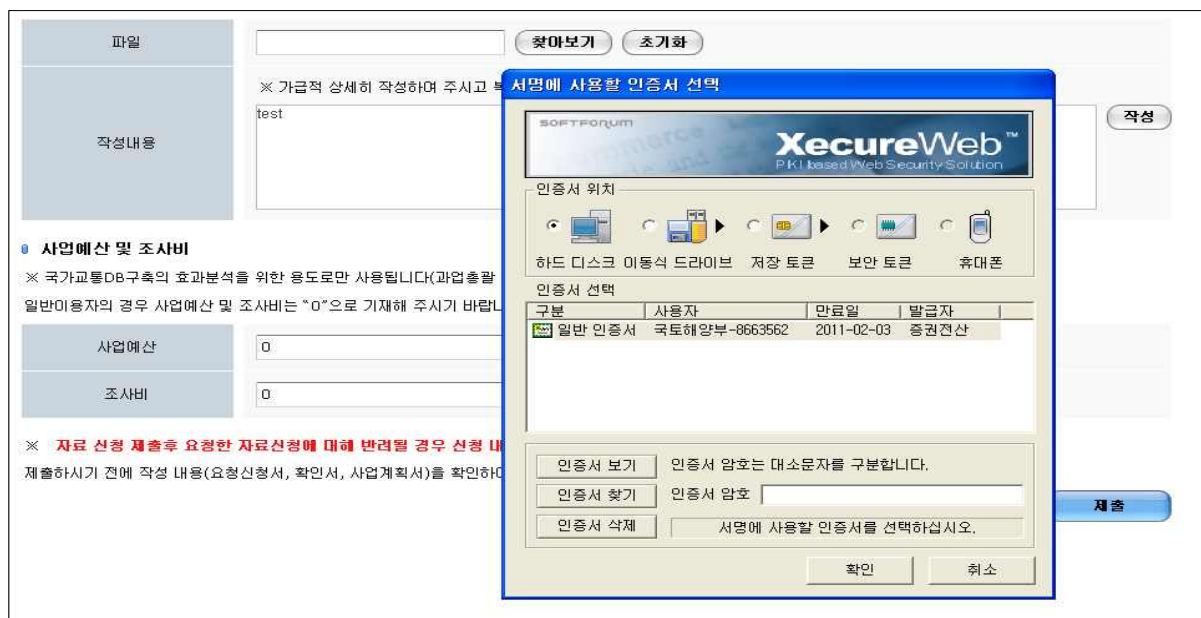 파일
찾아보기
초기화
※ 가급적 상세히 작성하여 주시고
작성내용
test
작성
사업예산 및 조사비
※ 국가교통DB구축의 효과분석을 위한 용도로만 사용됩니다(과업총괄
일반이용자의 경우 사업예산 및 조사비는 "0"으로 기재해 주시기 바랍
사업예산
0
조사비
0
※ 자료 신청 제출후 요청한 자료신청에 대해 반려될 경우 신청
제출하시기 전에 작성 내용(요청신청서, 확인서, 사업계획서)을 확인하
제출
서명에 사용할 인증서 선택
SOFTFORUM
XecureWeb™
PKI based Web Security Solution
인증서 위치
하드 디스크 이동식 드라이브 저장 토큰 보안 토큰 휴대폰
인증서 선택
구분 사용자 만료일 발급자
일반 인증서 국토해양부-8663562 2011-02-03 증권전산
인증서 보기 인증서 암호는 대소문자를 구분합니다.
인증서 찾기 인증서 암호
인증서 삭제 서명에 사용할 인증서를 선택하십시오.
확인 취소